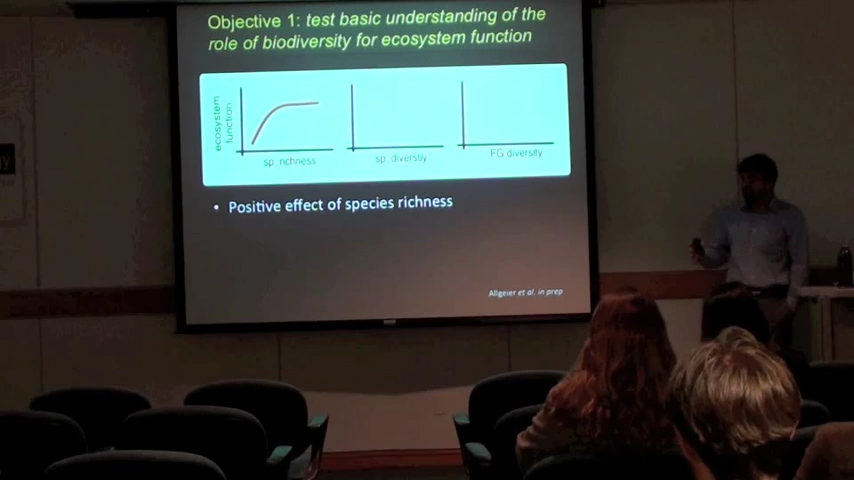 Objective 1: test basic understanding of the
role of biodiversity for ecosystem function
ecosystem
function
sp. richness
sp. diverstiy
FG diversity
• Positive effect of species richness
Allgeier et al. in prep